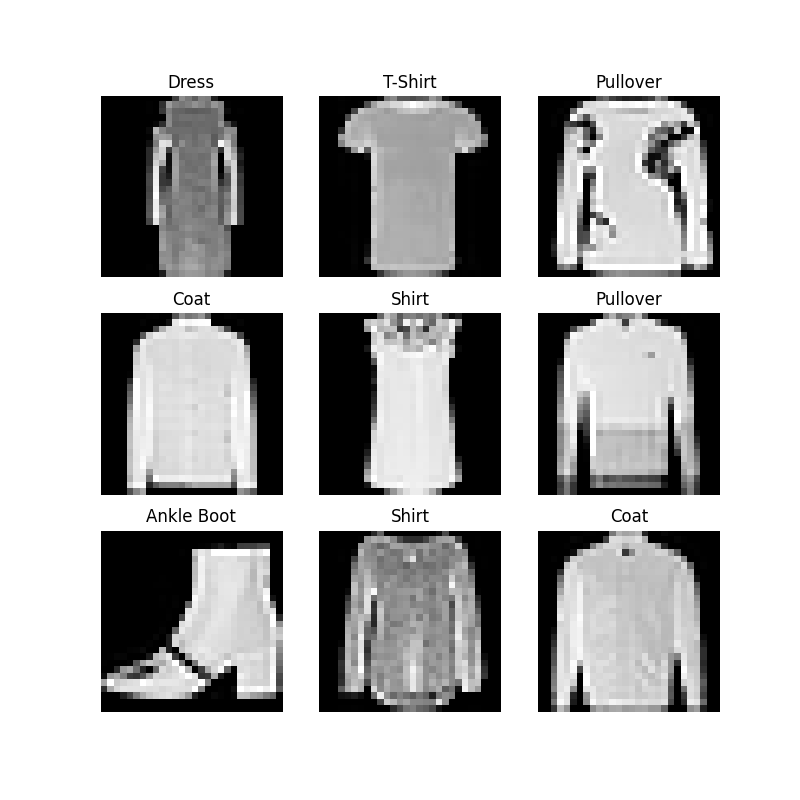 Dress
T-Shirt
Pullover
Coat
Shirt
Pullover
Ankle Boot
Shirt
Coat